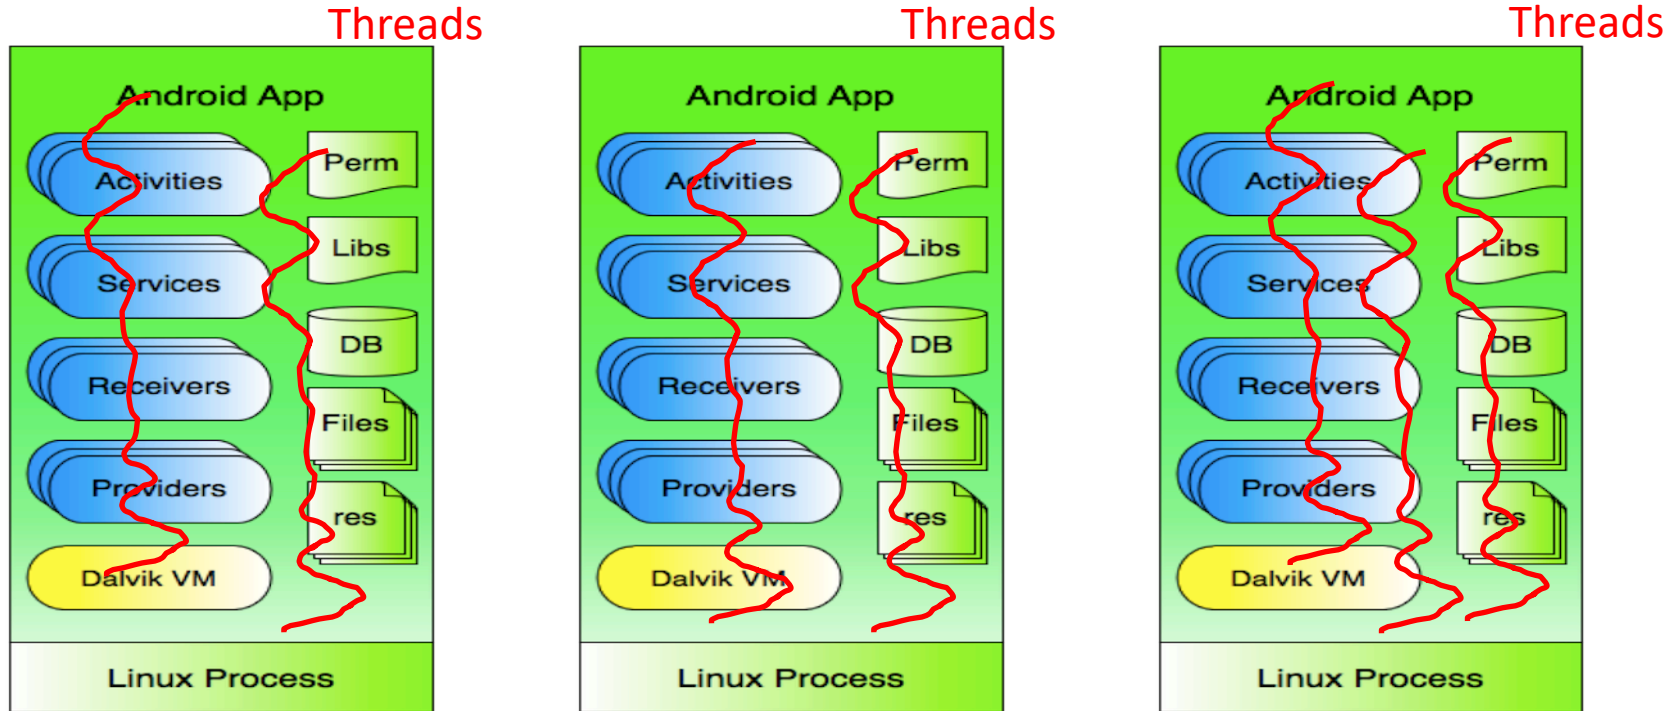 Threads
Android App
Activities
Services
Receivers
Providers
Dalvik VM
Perm
Libs
DB
Files
res
Linux Process
Threads
Android App
Activities
Services
Receivers
Providers
Dalvik VM
Perm
Libs
DB
Files
res
Linux Process
Threads
Android App
Activities
Services
Receivers
Providers
Dalvik VM
Perm
Libs
DB
Files
res
Linux Process